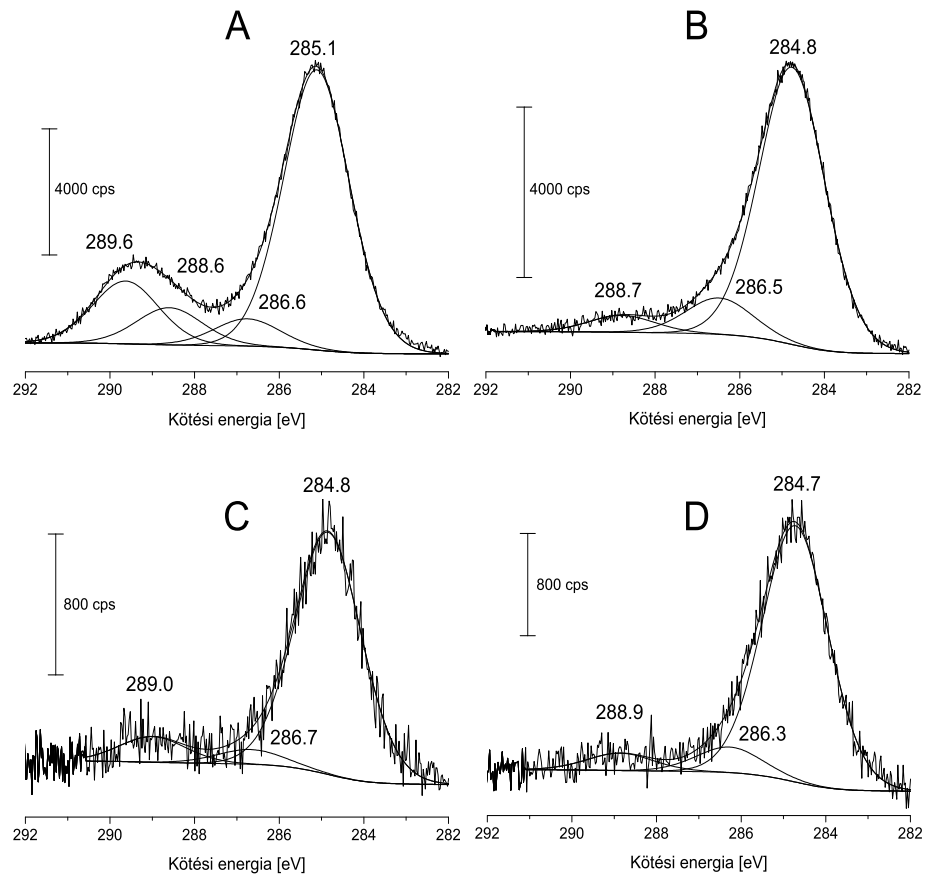 A
285.1
4000 cps
289.6
288.6
286.6
292 290 288 286 284 282
Kötési energia [eV]
B
284.8
4000 cps
288.7
286.5
292 290 288 286 284 282
Kötési energia [eV]
C
284.8
800 cps
289.0
286.7
292 290 288 286 284 282
Kötési energia [eV]
D
284.7
800 cps
288.9
286.3
292 290 288 286 284 282
Kötési energia [eV]